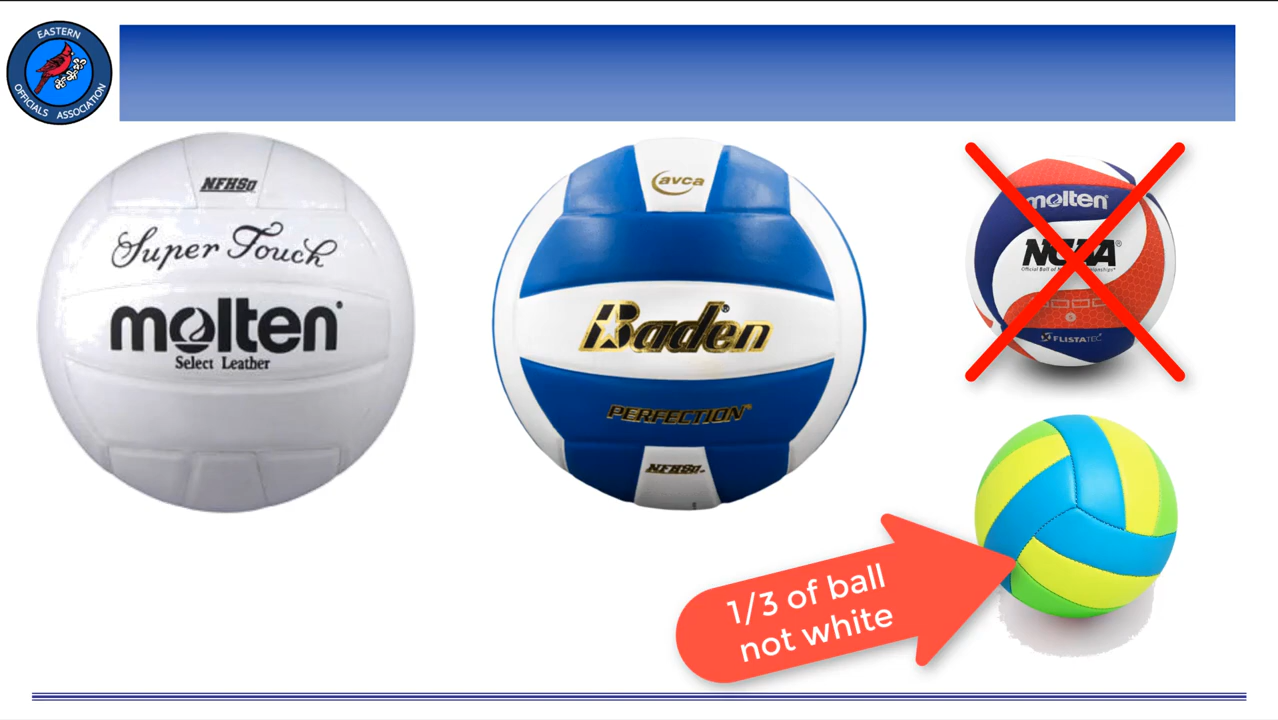 EASTERN
OFFICIALS ASSOCIATION
NFHS
Super Touch
molten
Select Leather
avca
Baden
PERFECTION
NFHS
molten
NCAA
FLISTATEC
1/3 of ball
not white